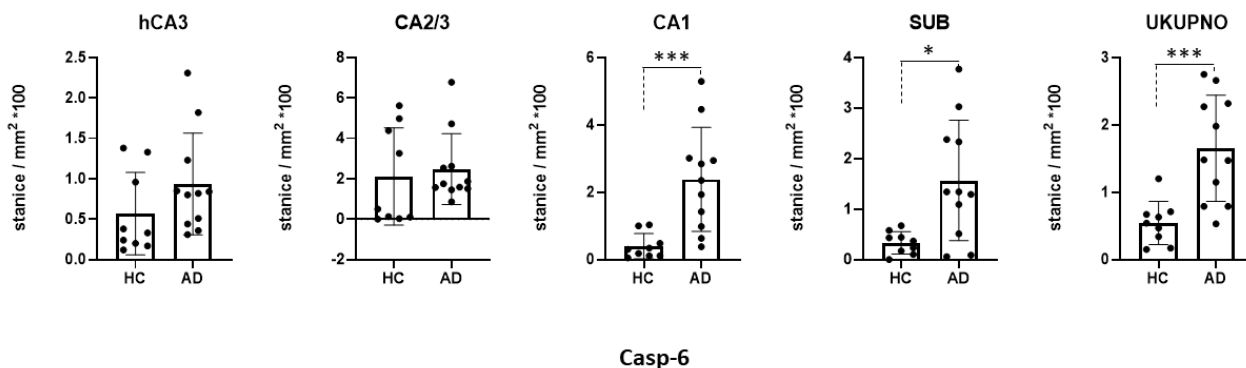 hCA3
CA2/3
CA1
SUB
UKUPNO
stanice / mm² *100
2.5
2.0
1.5
1.0
0.5
0.0
HC
AD
stanice / mm² *100
8
6
4
2
0
-2
HC
AD
stanice / mm² *100
6
4
2
0
***
HC
AD
stanice / mm² *100
4
3
2
1
0
*
HC
AD
stanice / mm² *100
3
2
1
0
***
HC
AD
Casp-6